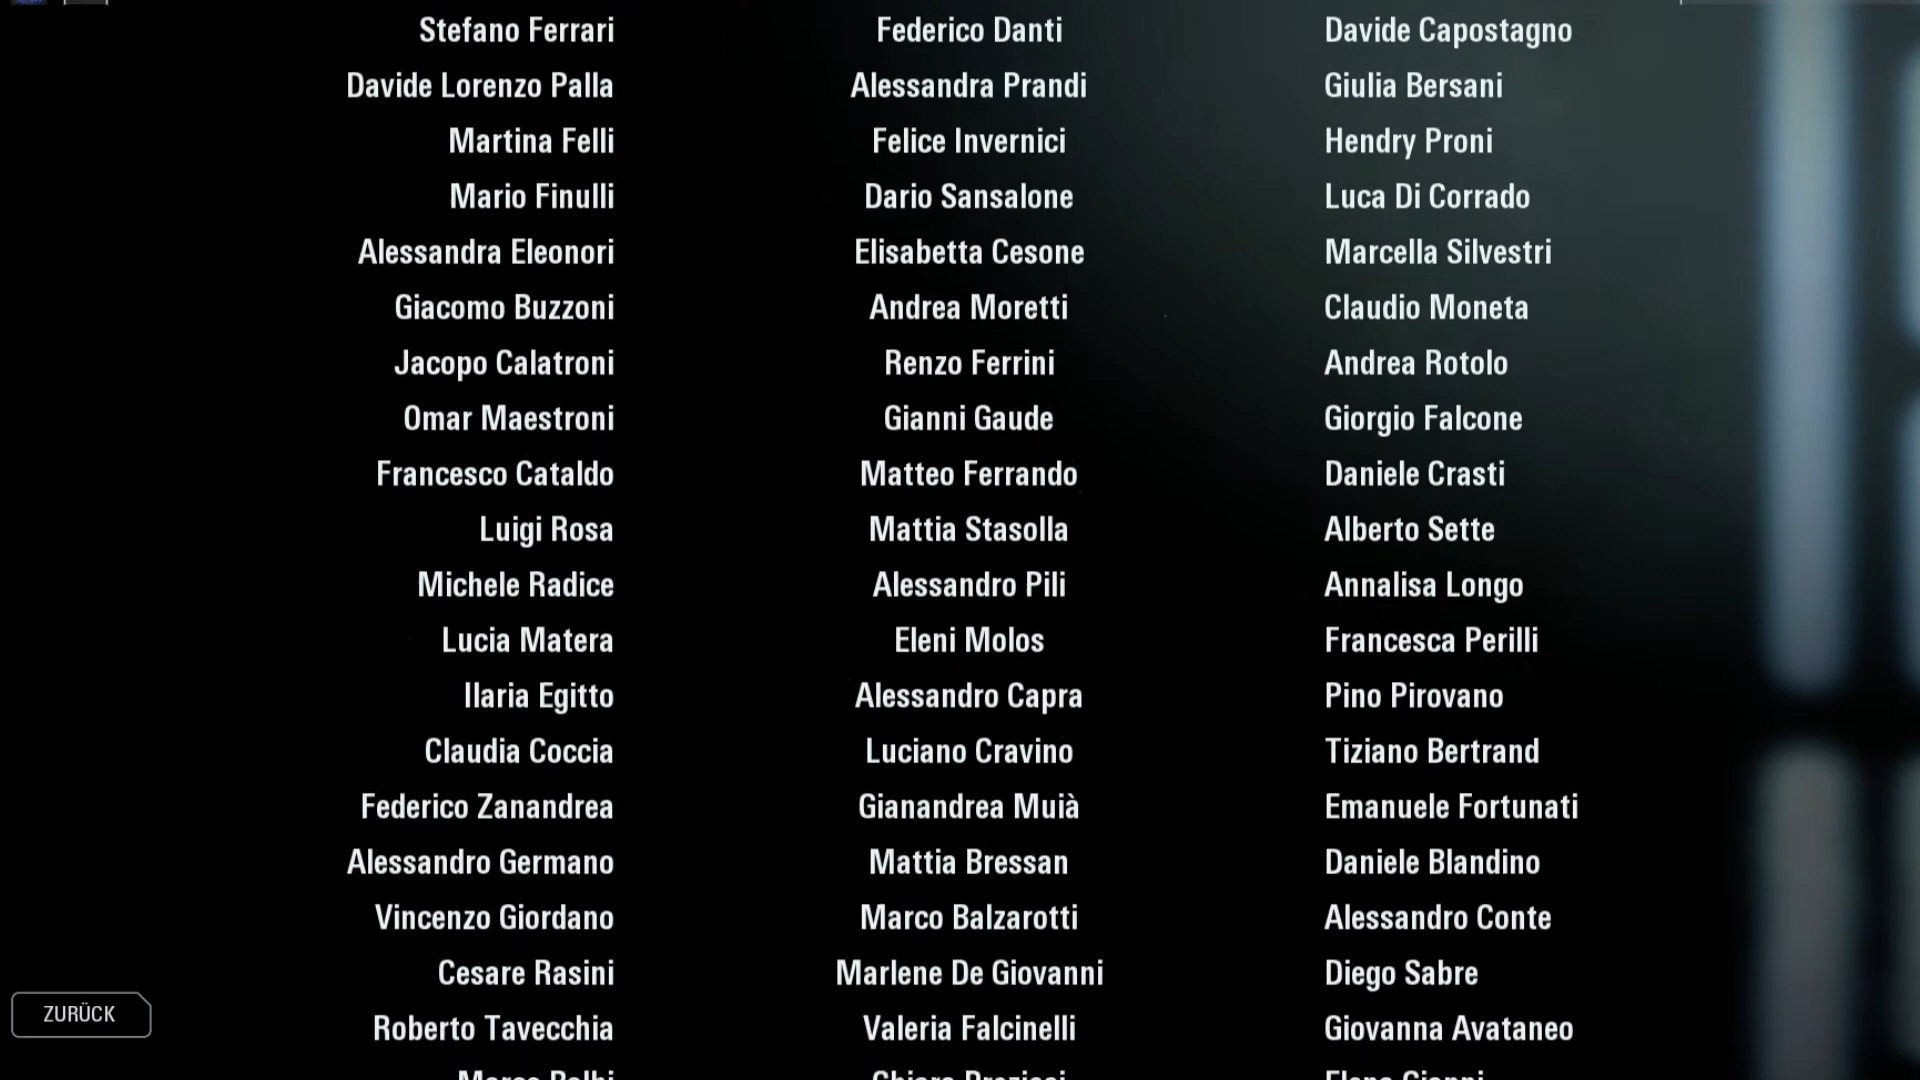 Stefano Ferrari Federico Danti Davide Capostagno
Davide Lorenzo Palla Alessandra Prandi Giulia Bersani
Martina Felli Felice Invernici Hendry Proni
Mario Finulli Dario Sansalone Luca Di Corrado
Alessandra Eleonori Elisabetta Cesone Marcella Silvestri
Giacomo Buzzoni Andrea Moretti Claudio Moneta
Jacopo Calatroni Renzo Ferrini Andrea Rotolo
Omar Maestroni Gianni Gaude Giorgio Falcone
Francesco Cataldo Matteo Ferrando Daniele Crasti
Luigi Rosa Mattia Stasolla Alberto Sette
Michele Radice Alessandro Pili Annalisa Longo
Lucia Matera Eleni Molos Francesca Perilli
Ilaria Egitto Alessandro Capra Pino Pirovano
Claudia Coccia Luciano Cravino Tiziano Bertrand
Federico Zanandrea Gianandrea Muià Emanuele Fortunati
Alessandro Germano Mattia Bressan Daniele Blandino
Vincenzo Giordano Marco Balzarotti Alessandro Conte
Cesare Rasini Marlene De Giovanni Diego Sabre
ZURÜCK
Roberto Tavecchia Valeria Falcinelli Giovanna Avataneo